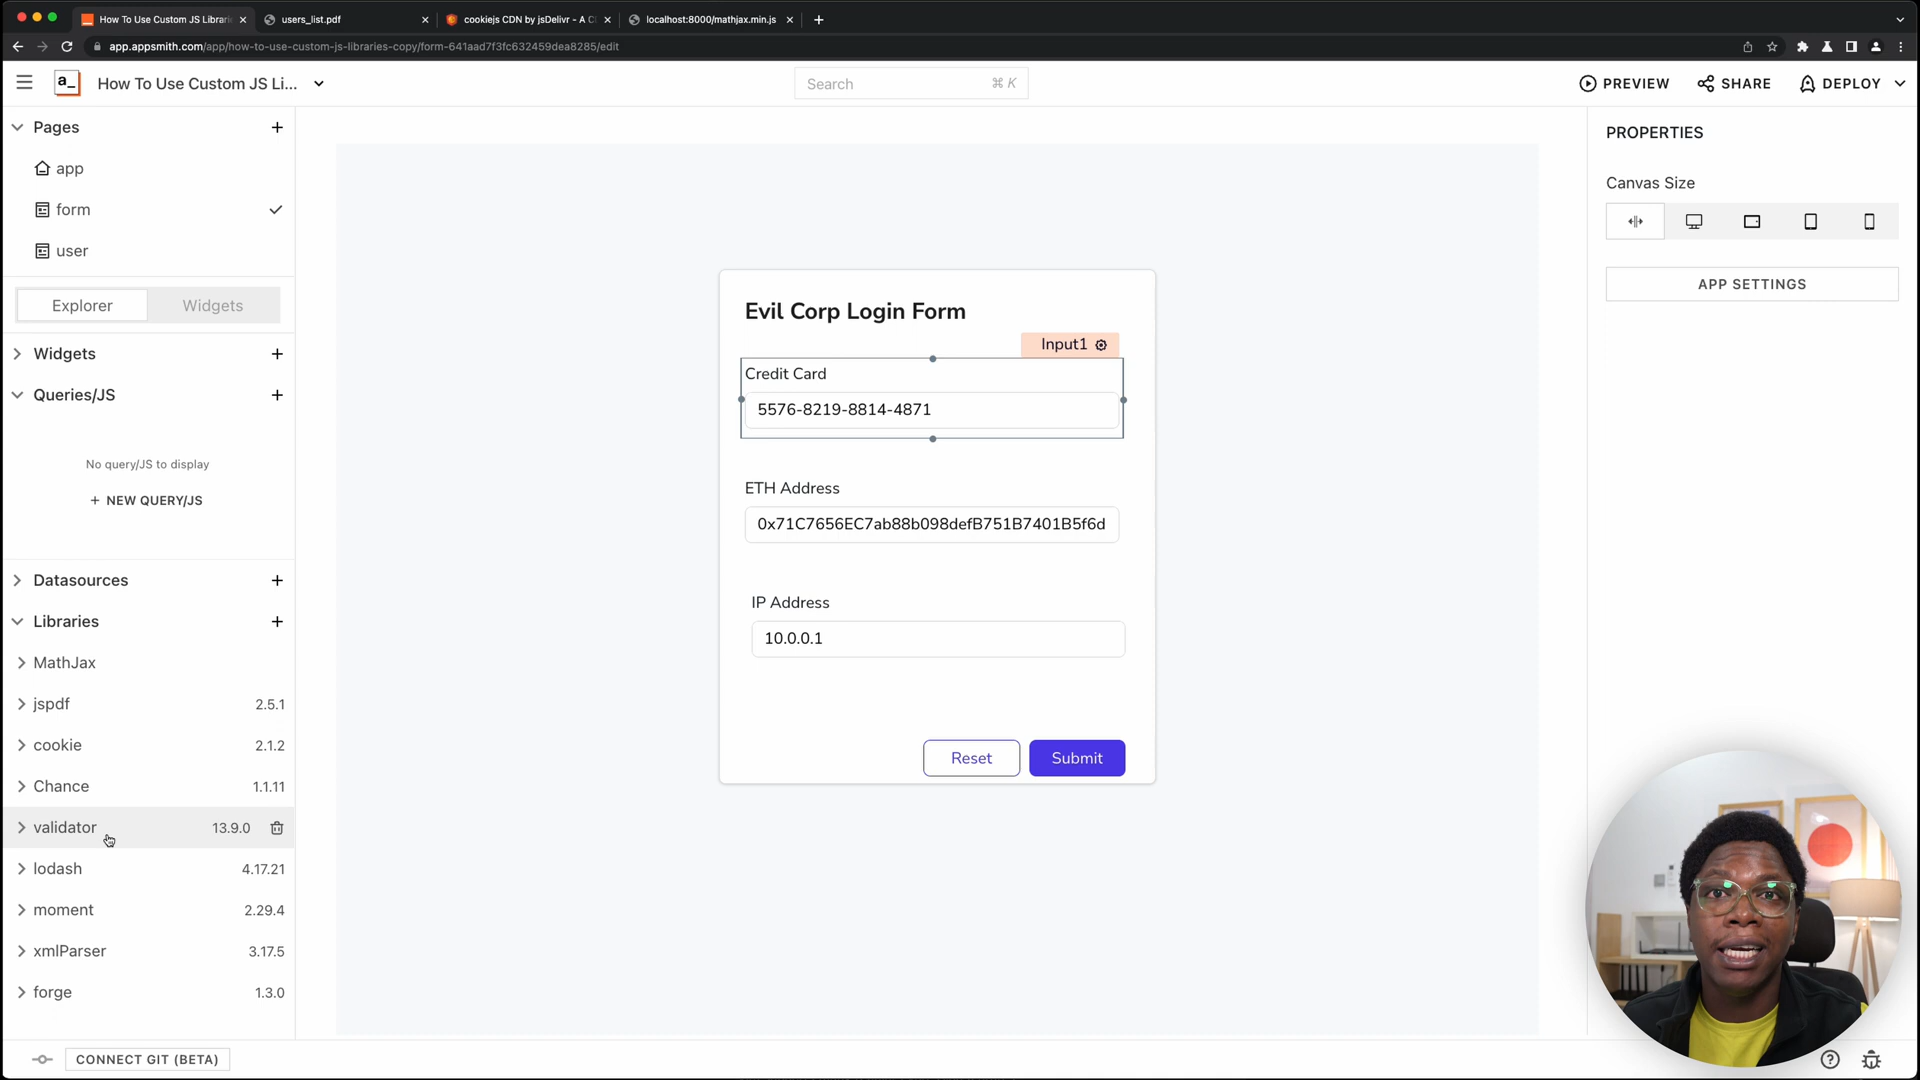 How To Use Custom JS Librari
users_list.pdf
cookiejs CDN by jsDelivr - A C
localhost:8000/mathjax.min.js
app.appsmith.com/app/how-to-use-custom-js-libraries-copy/form-641aad7f3fc632459dea8285/edit
a_
How To Use Custom JS Li...
Search
⌘ K
PREVIEW
SHARE
DEPLOY
Pages
app
form
user
Explorer
Widgets
Widgets
Queries/JS
No query/JS to display
+ NEW QUERY/JS
Datasources
Libraries
MathJax
jspdf 2.5.1
cookie 2.1.2
Chance 1.1.11
validator 13.9.0
lodash 4.17.21
moment 2.29.4
xmlParser 3.17.5
forge 1.3.0
CONNECT GIT (BETA)
Evil Corp Login Form
Input1
Credit Card
5576-8219-8814-4871
ETH Address
0x71C7656EC7ab88b098defB751B7401B5f6d
IP Address
10.0.0.1
Reset
Submit
PROPERTIES
Canvas Size
APP SETTINGS